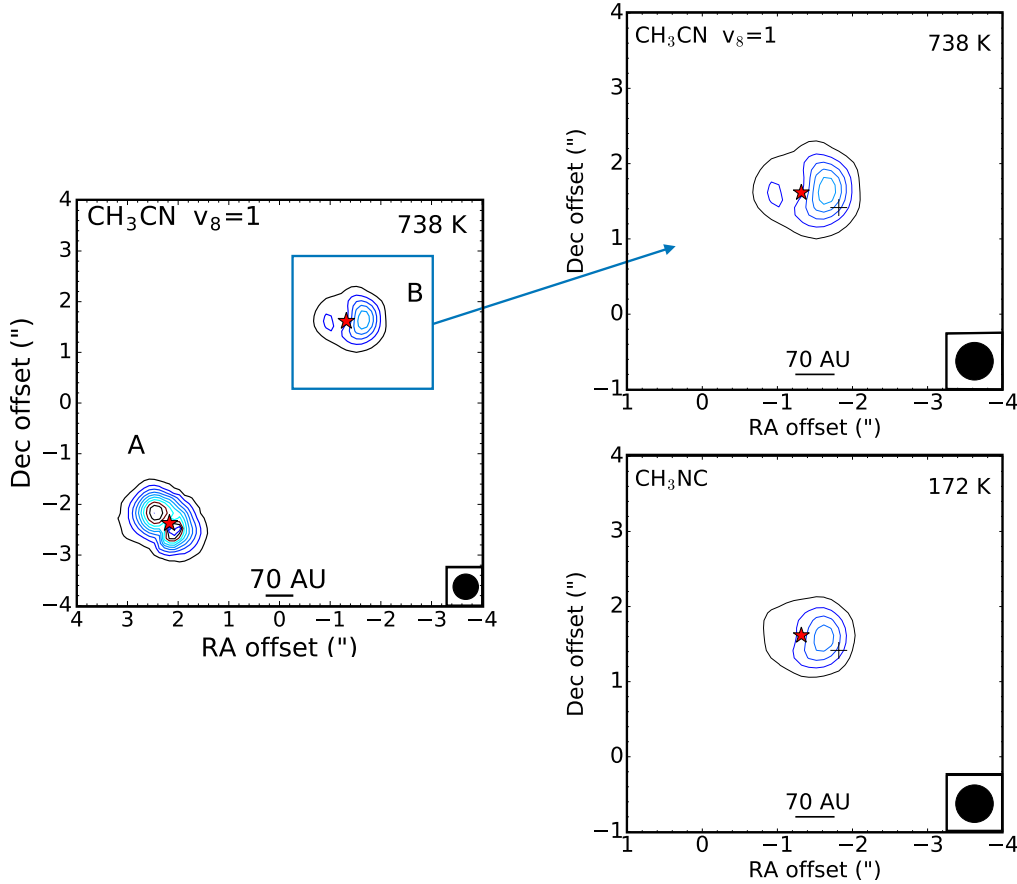 CH₃CN v₈=1
738 K
B
A
70 AU
4
3
2
1
0
−1
−2
−3
−4
Dec offset (")
4
3
2
1
0
−1
−2
−3
−4
RA offset (")
CH₃CN v₈=1
738 K
70 AU
4
3
2
1
0
−1
Dec offset (")
1
0
−1
−2
−3
−4
RA offset (")
CH₃NC
172 K
70 AU
4
3
2
1
0
−1
Dec offset (")
1
0
−1
−2
−3
−4
RA offset (")